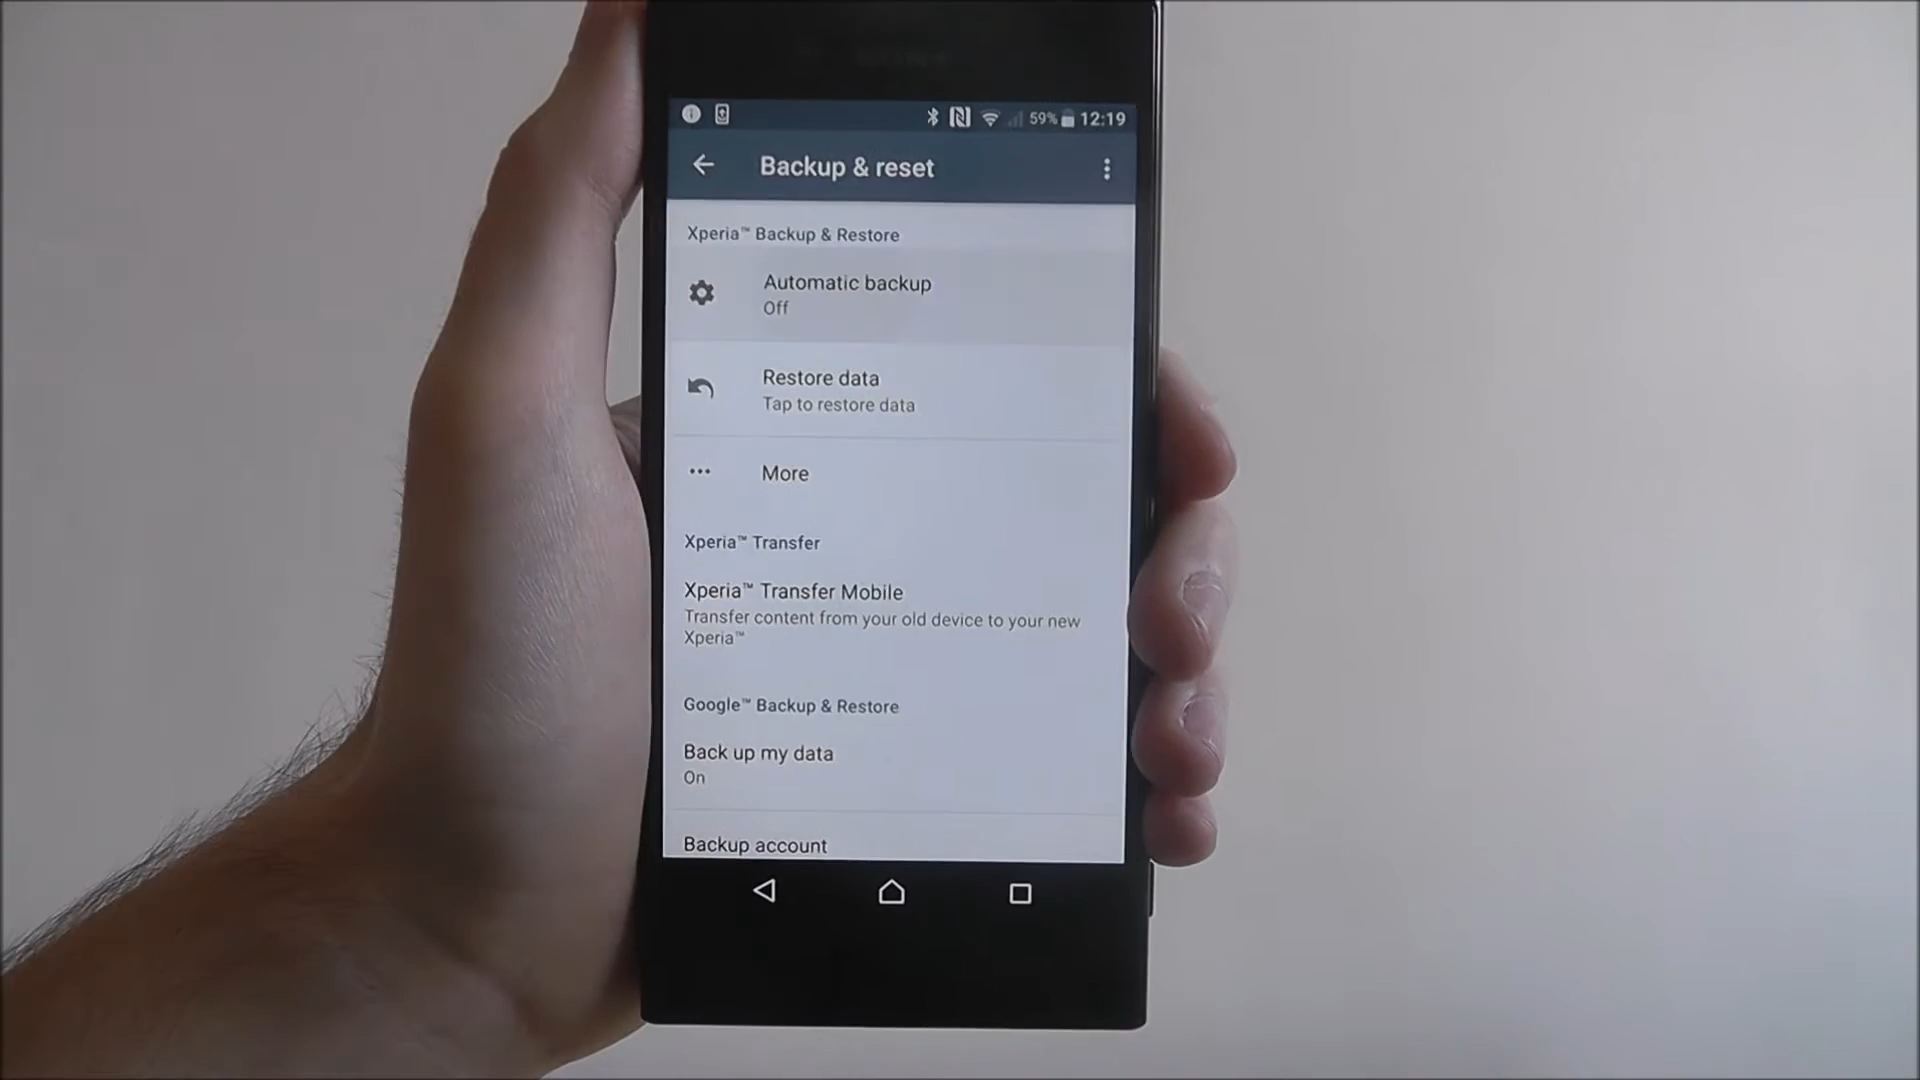 59% 12:19
Backup & reset
Xperia™ Backup & Restore
Automatic backup
Off
Restore data
Tap to restore data
More
Xperia™ Transfer
Xperia™ Transfer Mobile
Transfer content from your old device to your new
Xperia™
Google™ Backup & Restore
Back up my data
On
Backup account